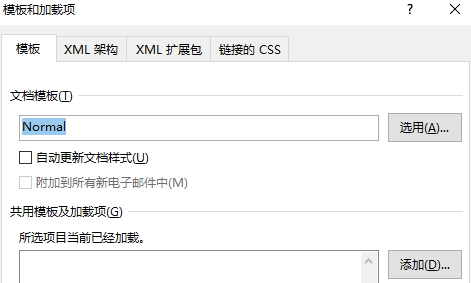 模板和加载项 ?
模板 XML 架构 XML 扩展包 链接的 CSS
文档模板(T)
Normal 选用(A)...
自动更新文档样式(U)
附加到所有新电子邮件中(M)
共用模板及加载项(G)
所选项目当前已经加载。
添加(D)...